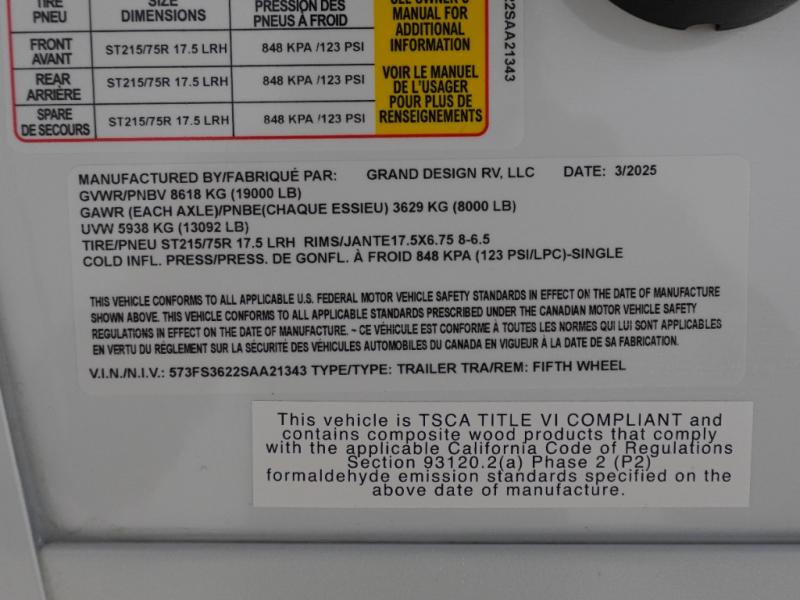 TIRE SIZE PRESSION DES
PNEU DIMENSIONS PNEUS À FROID
SEE OWNER'S
MANUAL FOR
ADDITIONAL
INFORMATION
FRONT ST215/75R 17.5 LRH 848 KPA /123 PSI
AVANT
REAR ST215/75R 17.5 LRH 848 KPA /123 PSI
ARRIÈRE
SPARE ST215/75R 17.5 LRH 848 KPA /123 PSI
DE SECOURS
VOIR LE MANUEL
DE L'USAGER
POUR PLUS DE
RENSEIGNEMENTS
22SAA21343
MANUFACTURED BY/FABRIQUÉ PAR: GRAND DESIGN RV, LLC DATE: 3/2025
GVWR/PNBV 8618 KG (19000 LB)
GAWR (EACH AXLE)/PNBE(CHAQUE ESSIEU) 3629 KG (8000 LB)
UVW 5938 KG (13092 LB)
TIRE/PNEU ST215/75R 17.5 LRH RIMS/JANTE17.5X6.75 8-6.5
COLD INFL. PRESS/PRESS. DE GONFL. À FROID 848 KPA (123 PSI/LPC)-SINGLE
THIS VEHICLE CONFORMS TO ALL APPLICABLE U.S. FEDERAL MOTOR VEHICLE SAFETY STANDARDS IN EFFECT ON THE DATE OF MANUFACTURE
SHOWN ABOVE. THIS VEHICLE CONFORMS TO ALL APPLICABLE STANDARDS PRESCRIBED UNDER THE CANADIAN MOTOR VEHICLE SAFETY
REGULATIONS IN EFFECT ON THE DATE OF MANUFACTURE. ~ CE VÉHICULE EST CONFORME À TOUTES LES NORMES QUI LUI SONT APPLICABLES
EN VERTU DU RÈGLEMENT SUR LA SÉCURITÉ DES VÉHICULES AUTOMOBILES DU CANADA EN VIGUEUR À LA DATE DE SA FABRICATION.
V.I.N./N.I.V.: 573FS3622SAA21343 TYPE/TYPE: TRAILER TRA/REM: FIFTH WHEEL
This vehicle is TSCA TITLE VI COMPLIANT and
contains composite wood products that comply
with the applicable California Code of Regulations
Section 93120.2(a) Phase 2 (P2)
formaldehyde emission standards specified on the
above date of manufacture.